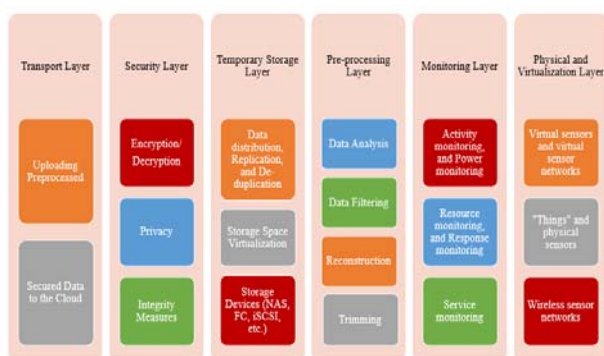 Transport Layer
Uploading
Preprocessed
Secured Data
to the Cloud
Security Layer
Encryption/
Decryption
Privacy
Integrity
Measures
Temporary Storage
Layer
Data
distribution,
Replication,
and De-
duplication
Storage Space
Virtualization
Storage
Devices (NAS,
FC, iSCSI,
etc.)
Pre-processing
Layer
Data Analysis
Data Filtering
Reconstruction
Trimming
Monitoring Layer
Activity
monitoring,
and Power
monitoring
Resource
monitoring,
and Response
monitoring
Service
monitoring
Physical and
Virtualization Layer
Virtual sensors
and virtual
sensor
networks
"Things" and
physical
sensors
Wireless sensor
networks